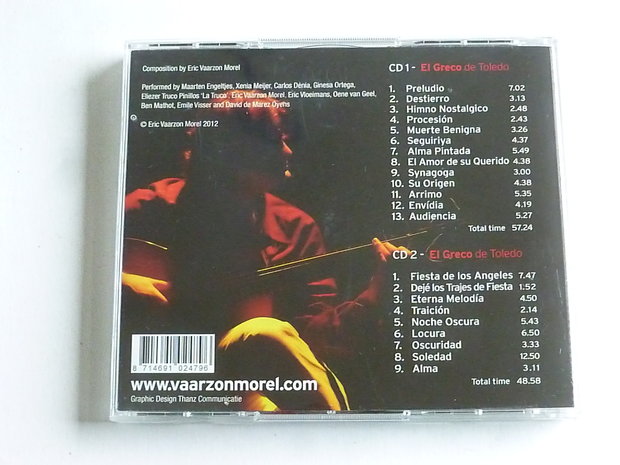 Composition by Eric Vaarzon Morel
Performed by Maarten Engeltjes, Xenia Meijer, Carlos Dénia, Ginesa Ortega,
Eliezer Truco Pinillos 'La Truco', Eric Vaarzon Morel, Eric Vloeimans, Oene van Geel,
Ben Mathot, Emile Visser and David de Marez Oyens
© Eric Vaarzon Morel 2012
CD 1 - El Greco de Toledo
1. Preludio 7.02
2. Destierro 3.13
3. Himno Nostalgico 2.48
4. Procesión 2.43
5. Muerte Benigna 3.26
6. Seguiriya 4.37
7. Alma Pintada 5.49
8. El Amor de su Querido 4.38
9. Synagoga 3.00
10. Su Origen 4.38
11. Arrimo 5.35
12. Envídia 4.19
13. Audiencia 5.27
Total time 57.24
CD 2 - El Greco de Toledo
1. Fiesta de los Angeles 7.47
2. Dejé los Trajes de Fiesta 1:52
3. Eterna Melodía 4.50
4. Traición 2.14
5. Noche Oscura 5.43
6. Locura 6.50
7. Oscuridad 3.33
8. Soledad 12.50
9. Alma 3.11
Total time 48.58
8 714691 024796
www.vaarzonmorel.com
Graphic Design Thanz Communicatie